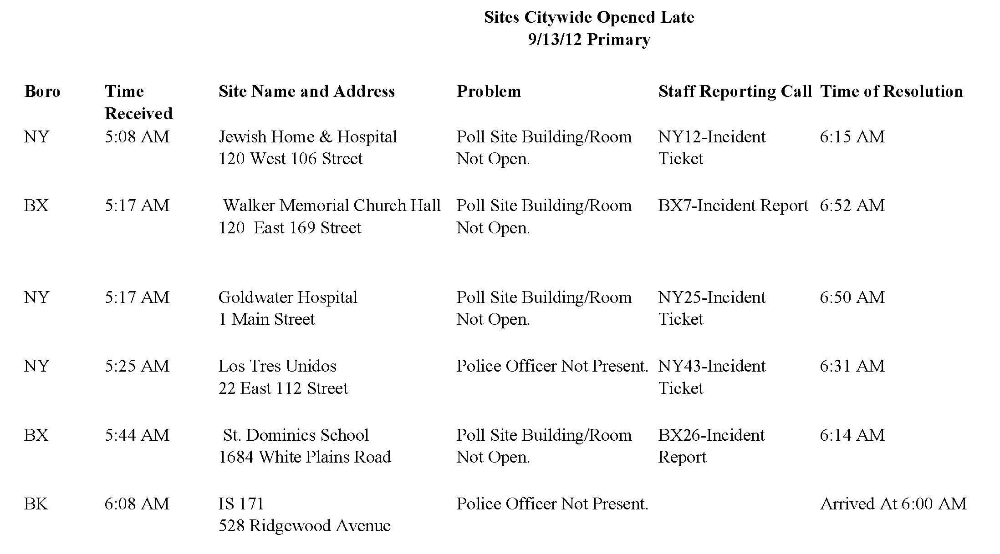 Sites Citywide Opened Late
9/13/12 Primary
Boro Time Site Name and Address Problem Staff Reporting Call Time of Resolution
Received
NY 5:08 AM Jewish Home & Hospital Poll Site Building/Room NY12-Incident 6:15 AM
120 West 106 Street Not Open. Ticket
BX 5:17 AM Walker Memorial Church Hall Poll Site Building/Room BX7-Incident Report 6:52 AM
120 East 169 Street Not Open.
NY 5:17 AM Goldwater Hospital Poll Site Building/Room NY25-Incident 6:50 AM
1 Main Street Not Open. Ticket
NY 5:25 AM Los Tres Unidos Police Officer Not Present. NY43-Incident 6:31 AM
22 East 112 Street Ticket
BX 5:44 AM St. Dominics School Poll Site Building/Room BX26-Incident 6:14 AM
1684 White Plains Road Not Open. Report
BK 6:08 AM IS 171 Police Officer Not Present. Arrived At 6:00 AM
528 Ridgewood Avenue